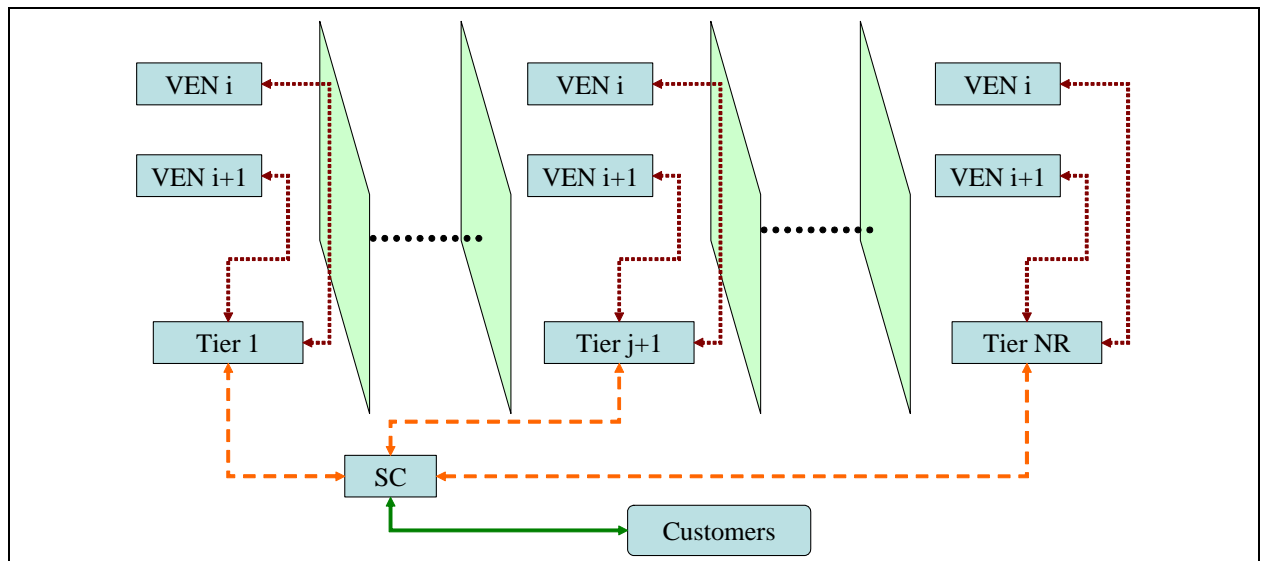 VEN i
VEN i
VEN i
VEN i+1
VEN i+1
VEN i+1
Tier 1
Tier j+1
Tier NR
SC
Customers